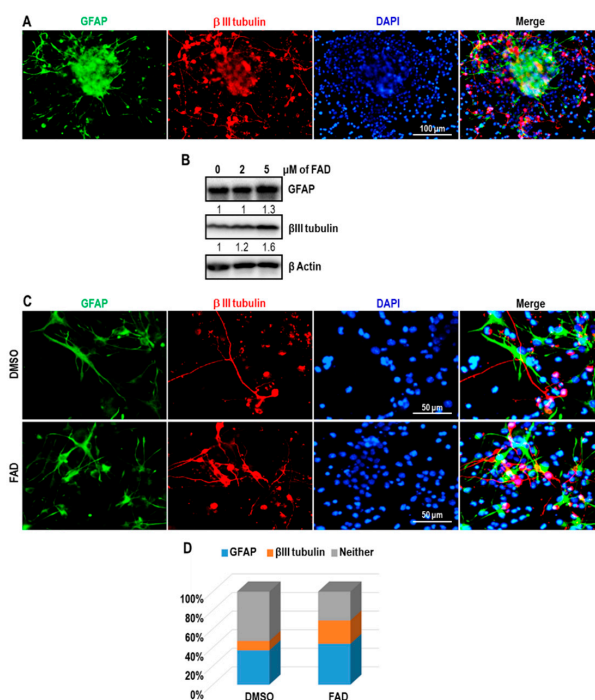 A
GFAP
β III tubulin
DAPI
Merge
100 µm
B
0 2 5 µM of FAD
GFAP
1 1 1.3
βIII tubulin
1 1.2 1.6
β Actin
C
GFAP
β III tubulin
DAPI
Merge
DMSO
50 µm
FAD
50 µm
D
GFAP βIII tubulin Neither
100%
80%
60%
40%
20%
0%
DMSO FAD